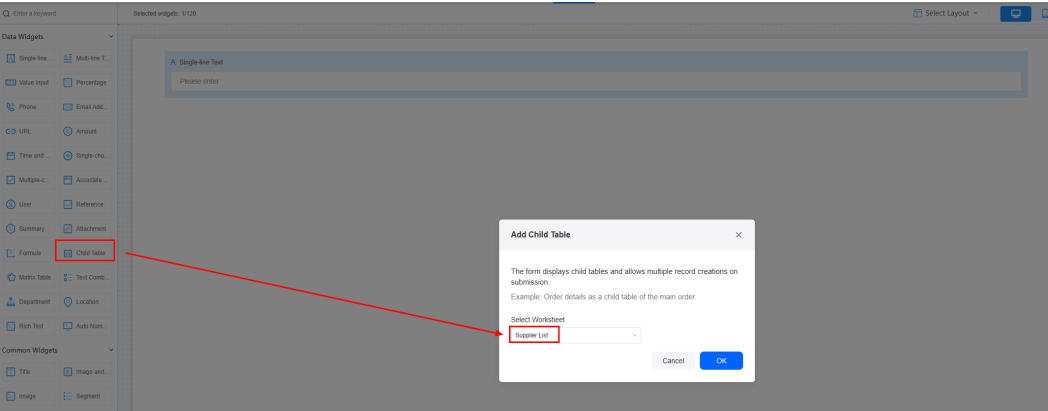 Enter a keyword
Selected widgets: 1/120
Select Layout
Data Widgets
Single-line...
Multi-line T...
Value Input
Percentage
Phone
Email Add...
URL
Amount
Time and ...
Single-cho...
Multiple-c...
Associate...
User
Reference
Summary
Attachment
Formula
Child Table
Matrix Table
Text Comb...
Department
Location
Rich Text
Auto Num...
Common Widgets
Title
Image and...
Image
Segment
A Single-line Text
Please enter
Add Child Table
The form displays child tables and allows multiple record creations on
submission.
Example: Order details as a child table of the main order.
Select Worksheet
Supplier List
Cancel
OK